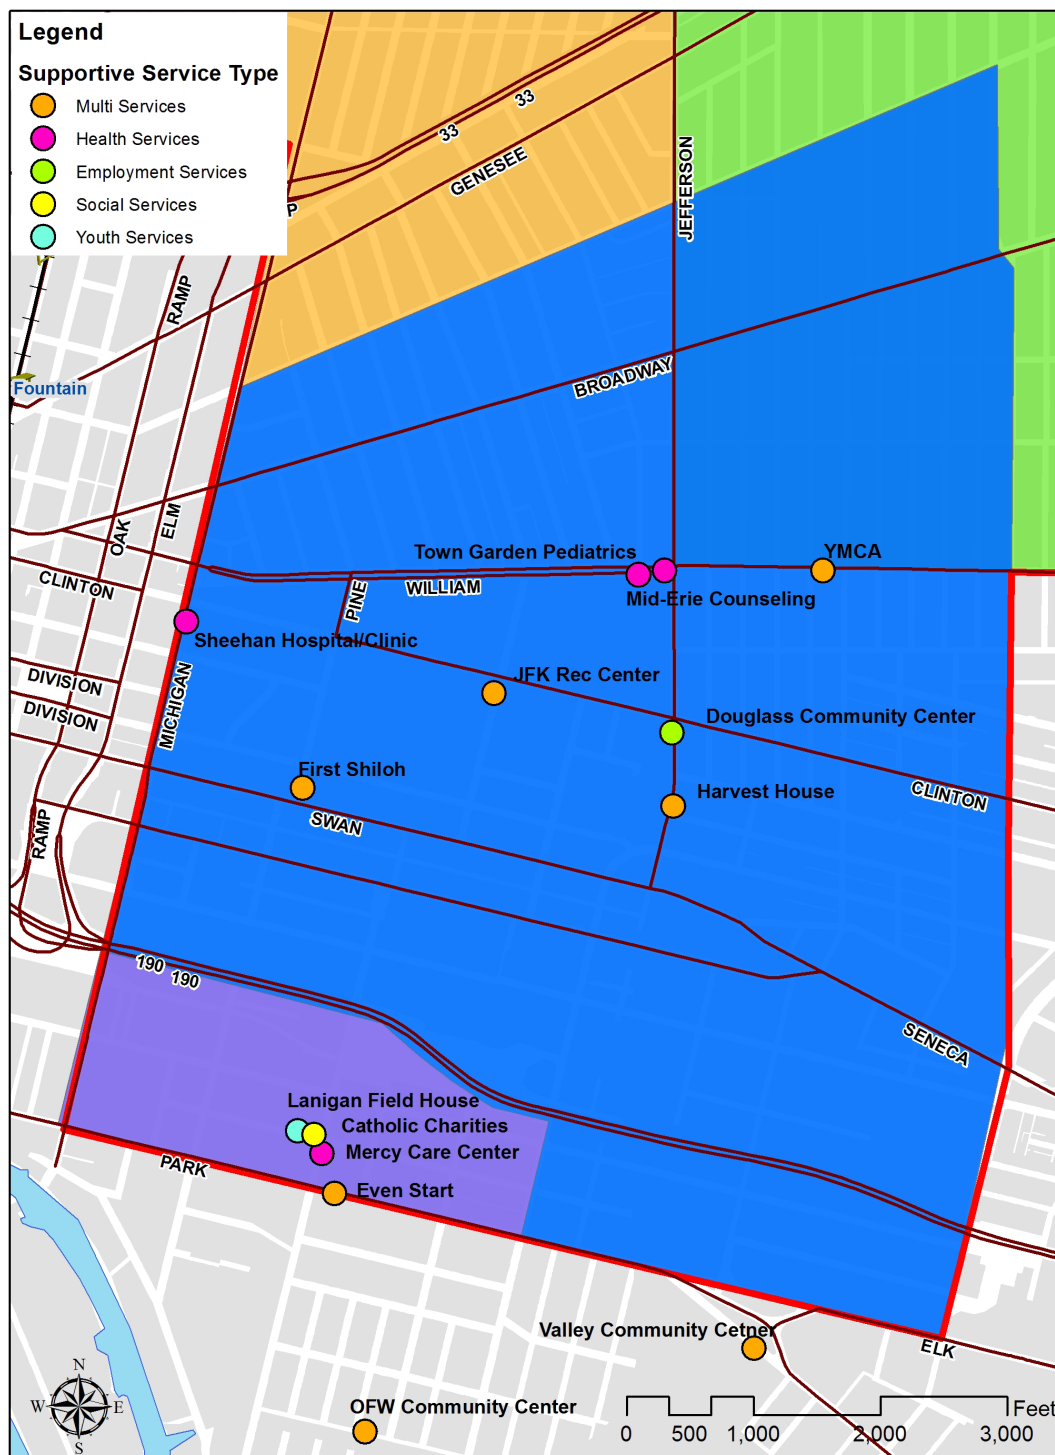 Legend
Supportive Service Type
Multi Services
Health Services
Employment Services
Social Services
Youth Services
33
33
GENESEE
JEFFERSON
P
RAMP
Fountain
BROADWAY
OAK
ELM
CLINTON
Town Garden Pediatrics
YMCA
WILLIAM
PINE
Mid-Erie Counseling
Sheehan Hospital/Clinic
DIVISION
JFK Rec Center
DIVISION
MICHIGAN
Douglass Community Center
First Shiloh
Harvest House
CLINTON
SWAN
RAMP
190
190
SENECA
Lanigan Field House
Catholic Charities
Mercy Care Center
PARK
Even Start
Valley Community Cetner
ELK
N
W E
S
OFW Community Center
Feet
0 500 1,000 2,000 3,000